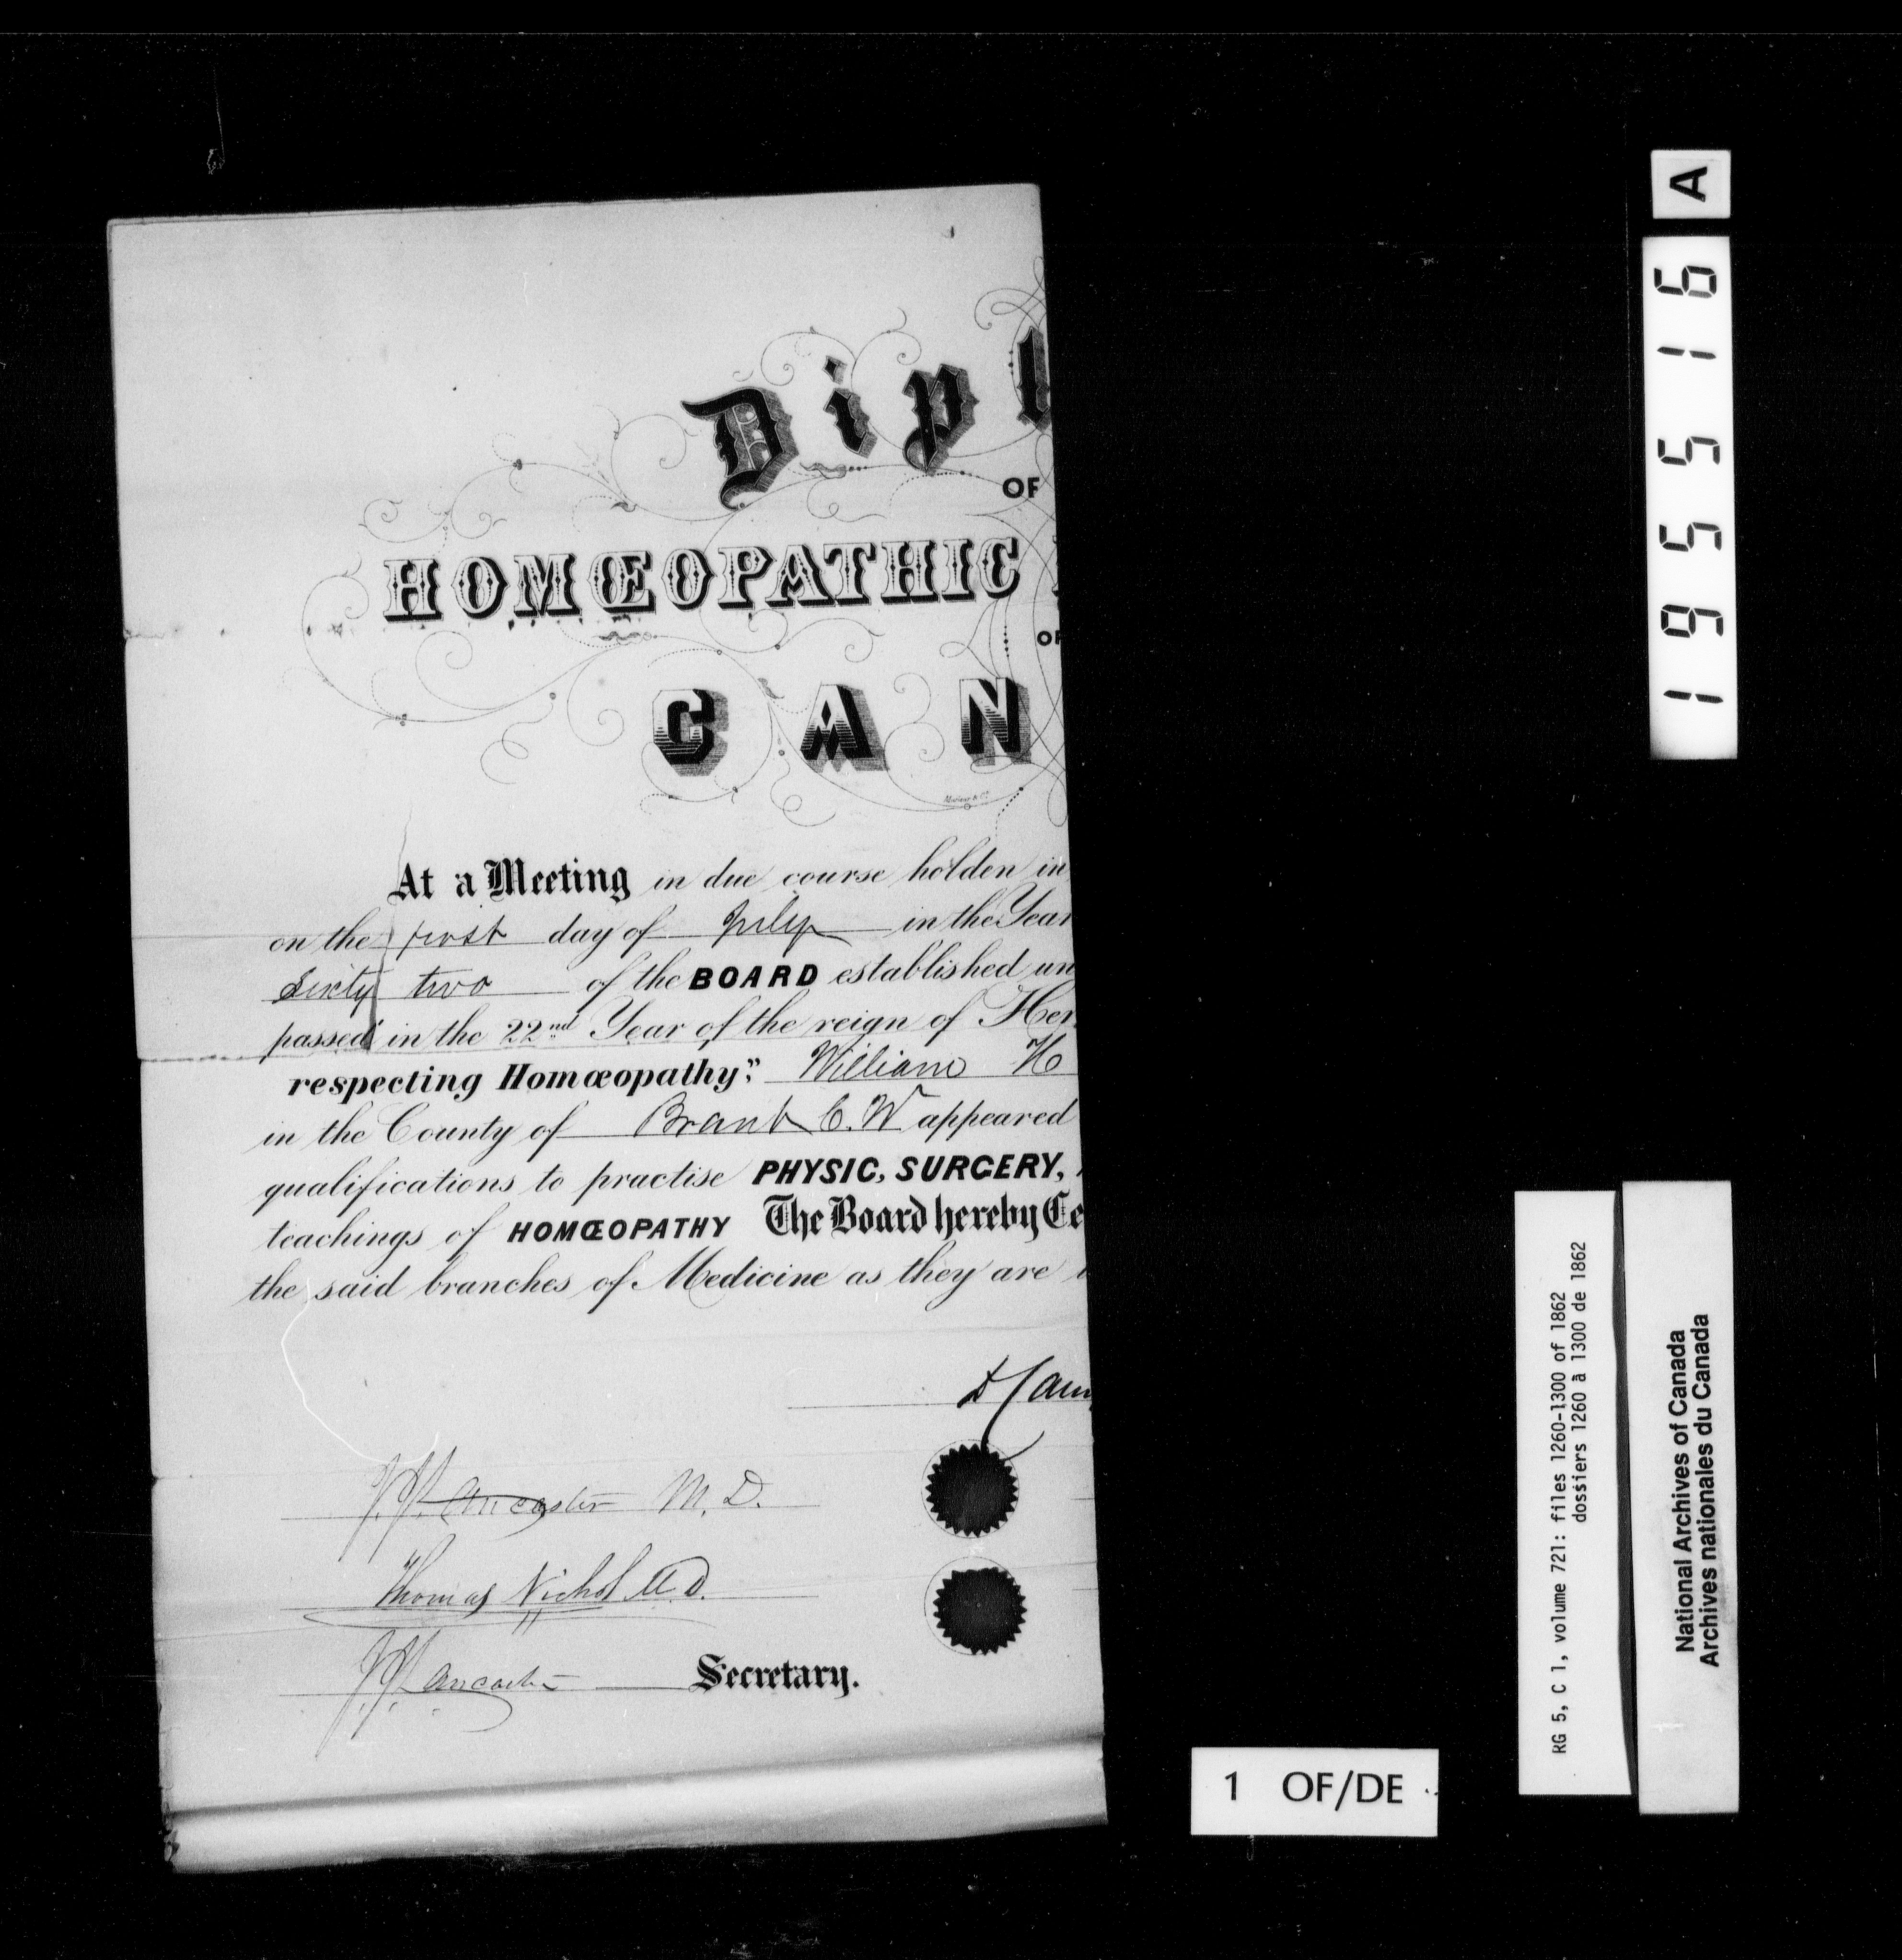 Dipl
OF
HOMŒOPATHIC
OF
CAN
At a Meeting in due course holden in
on the first day of July in the Year
sixty two of the BOARD established un
passed in the 22nd Year of the reign of Her
respecting Homœopathy": William H
in the County of Brant C. W appeared
qualifications to practise PHYSIC, SURGERY,
teachings of HOMŒOPATHY The Board hereby Ce
the said branches of Medicine as they are
D Cam
J. J. Lancaster M. D.
Thomas Nichol M. D.
J. J. Lancaster Secretary.
1 OF/DE
RG 5, C 1, volume 721: files 1260-1300 of 1862
dossiers 1260 à 1300 de 1862
National Archives of Canada
Archives nationales du Canada
195516 A